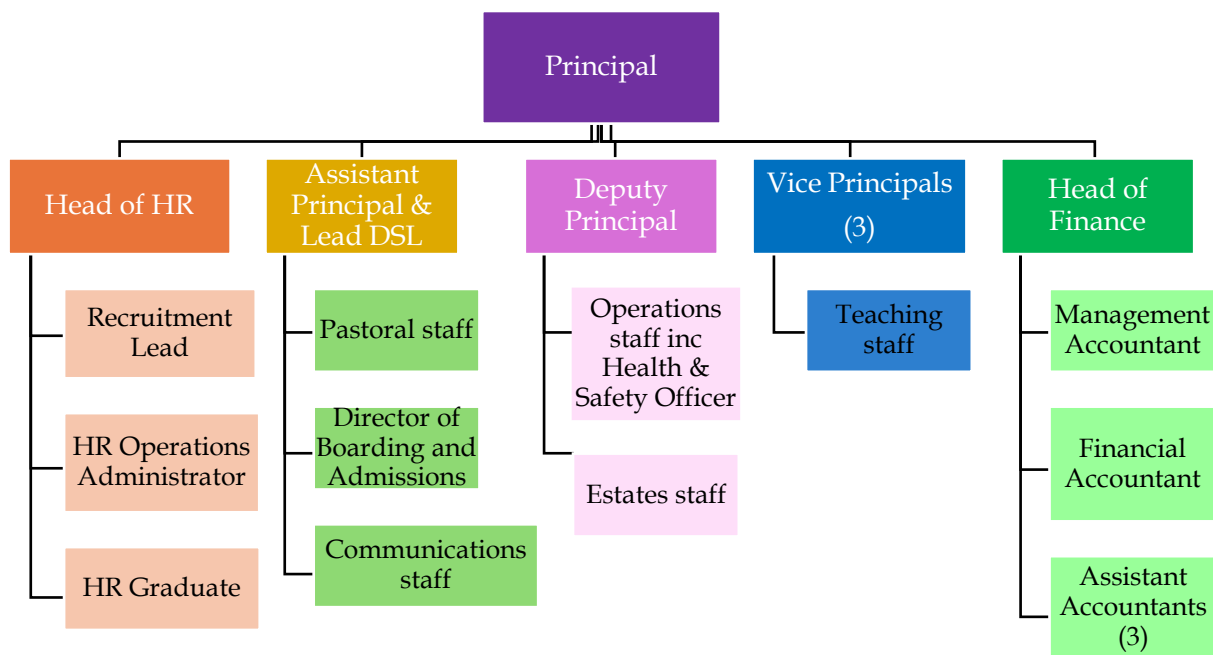 Principal
Head of HR
Assistant
Principal &
Lead DSL
Deputy
Principal
Vice Principals
(3)
Head of
Finance
Recruitment
Lead
HR Operations
Administrator
HR Graduate
Pastoral staff
Director of
Boarding and
Admissions
Communications
staff
Operations
staff inc
Health &
Safety Officer
Estates staff
Teaching
staff
Management
Accountant
Financial
Accountant
Assistant
Accountants
(3)